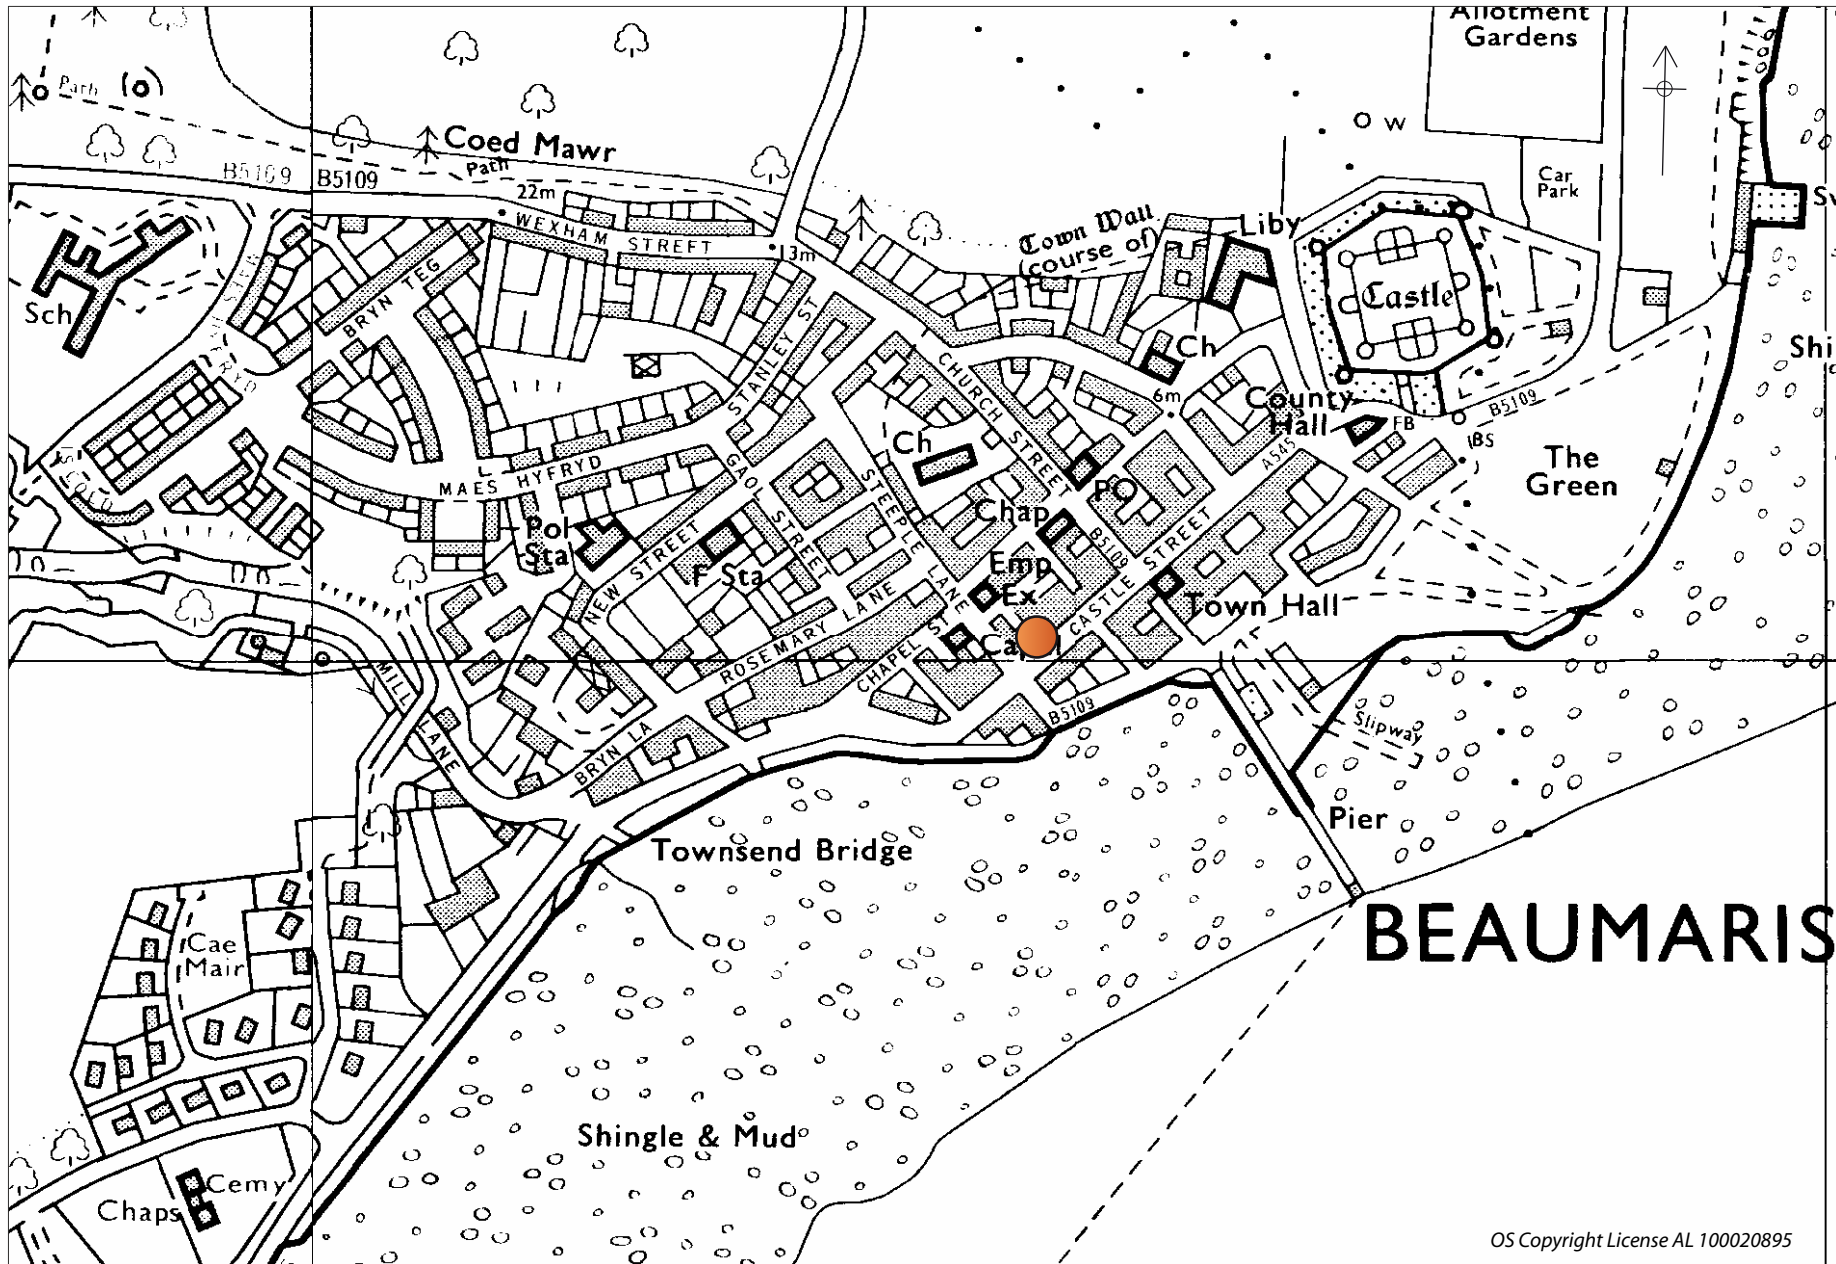 Allotment
Gardens
Path
(o)
Coed Mawr
Path
B5109
B5109
22m
WEXHAM STREET
13m
Town Wall
(course of)
Liby
W
Car
Park
Castle
Sch
BRYN TEG
STANLEY ST
CHURCH STREET
Ch
6m
County
Hall
FB
B5109
BS
A545
The
Green
MAES HYFRYD
GAOL STREET
STEEPLE LANE
Ch
PO
Chap
B5109
CASTLE STREET
Pol
Sta
NEW STREET
F Sta
Emp
Ex
Town Hall
ROSEMARY LANE
CHAPEL ST
MILL LANE
BRYN LA
B5109
Slipway
Pier
Townsend Bridge
BEAUMARIS
Cae
Mair
Shingle & Mud
Cemy
Chaps
OS Copyright License AL 100020895